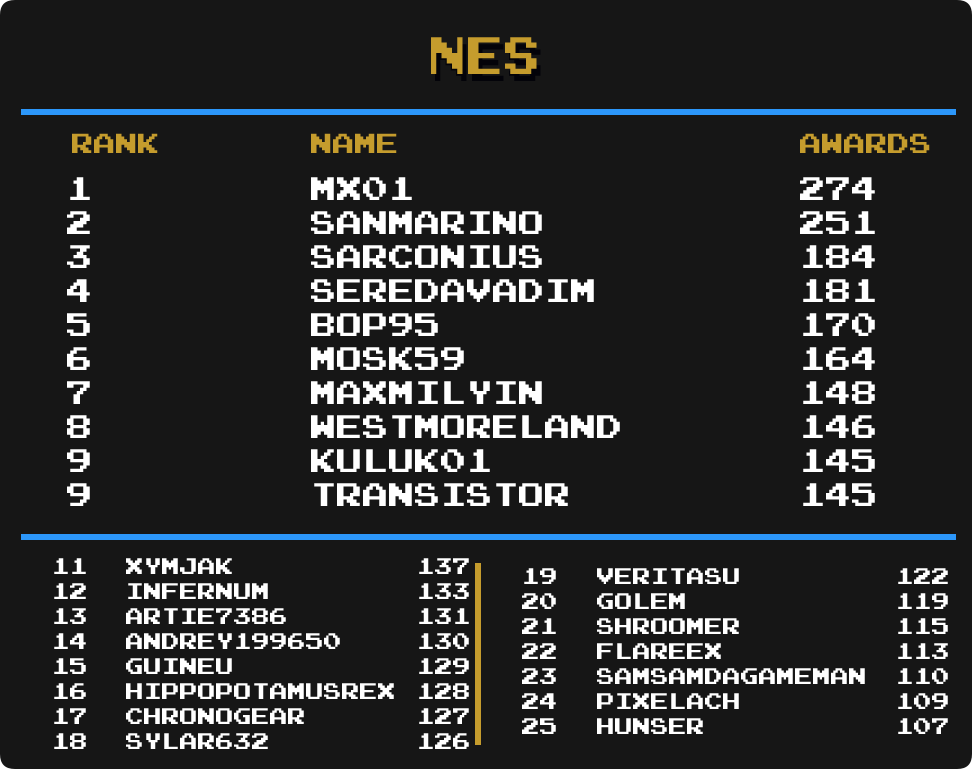 NES
RANK NAME AWARDS
1 MX01 274
2 SANMARINO 251
3 SARCONIUS 184
4 SEREDAVADIM 181
5 BOP95 170
6 MOSK59 164
7 MAXMILYIN 148
8 WESTMORELAND 146
9 KULUK01 145
9 TRANSISTOR 145
11 XYMJAK 137
12 INFERNUM 133
13 ARTIE7386 131
14 ANDREY199650 130
15 GUINEU 129
16 HIPPOPOTAMUSREX 128
17 CHRONOGEAR 127
18 SYLAR632 126
19 VERITASU 122
20 GOLEM 119
21 SHROOMER 115
22 FLAREEX 113
23 SAMSAMDAGAMEMAN 110
24 PIXELACH 109
25 HUNSER 107